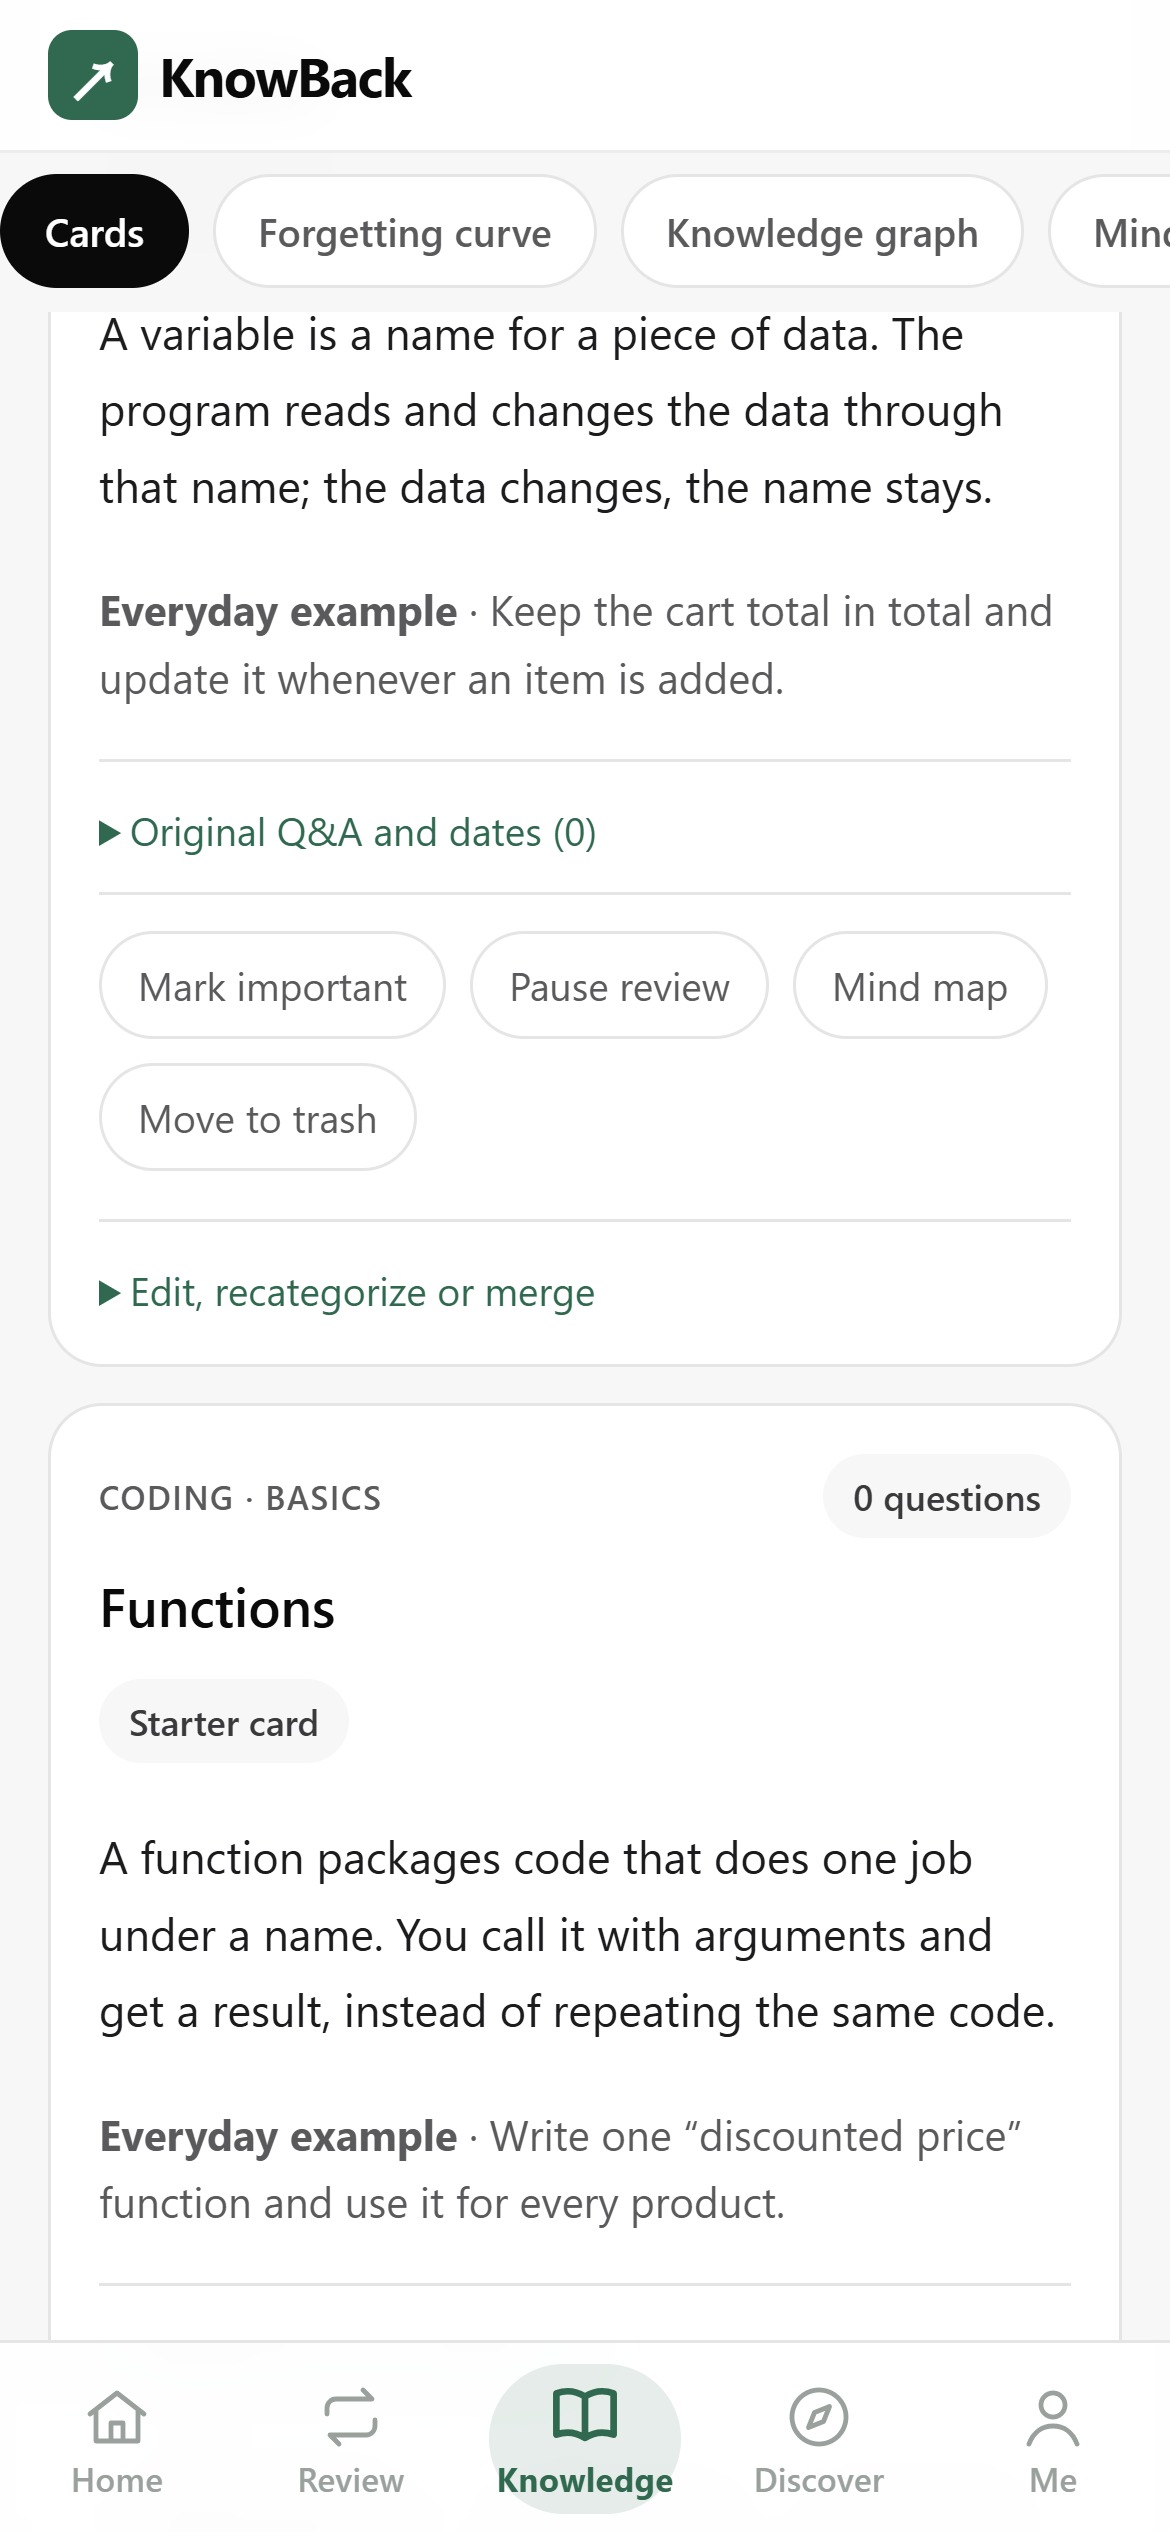 KnowBack
Cards
Forgetting curve
Knowledge graph
A variable is a name for a piece of data. The
program reads and changes the data through
that name; the data changes, the name stays.
Everyday example · Keep the cart total in total and
update it whenever an item is added.
Original Q&A and dates (0)
Mark important
Pause review
Mind map
Move to trash
Edit, recategorize or merge
CODING · BASICS
0 questions
Functions
Starter card
A function packages code that does one job
under a name. You call it with arguments and
get a result, instead of repeating the same code.
Everyday example · Write one “discounted price”
function and use it for every product.
Home
Review
Knowledge
Discover
Me